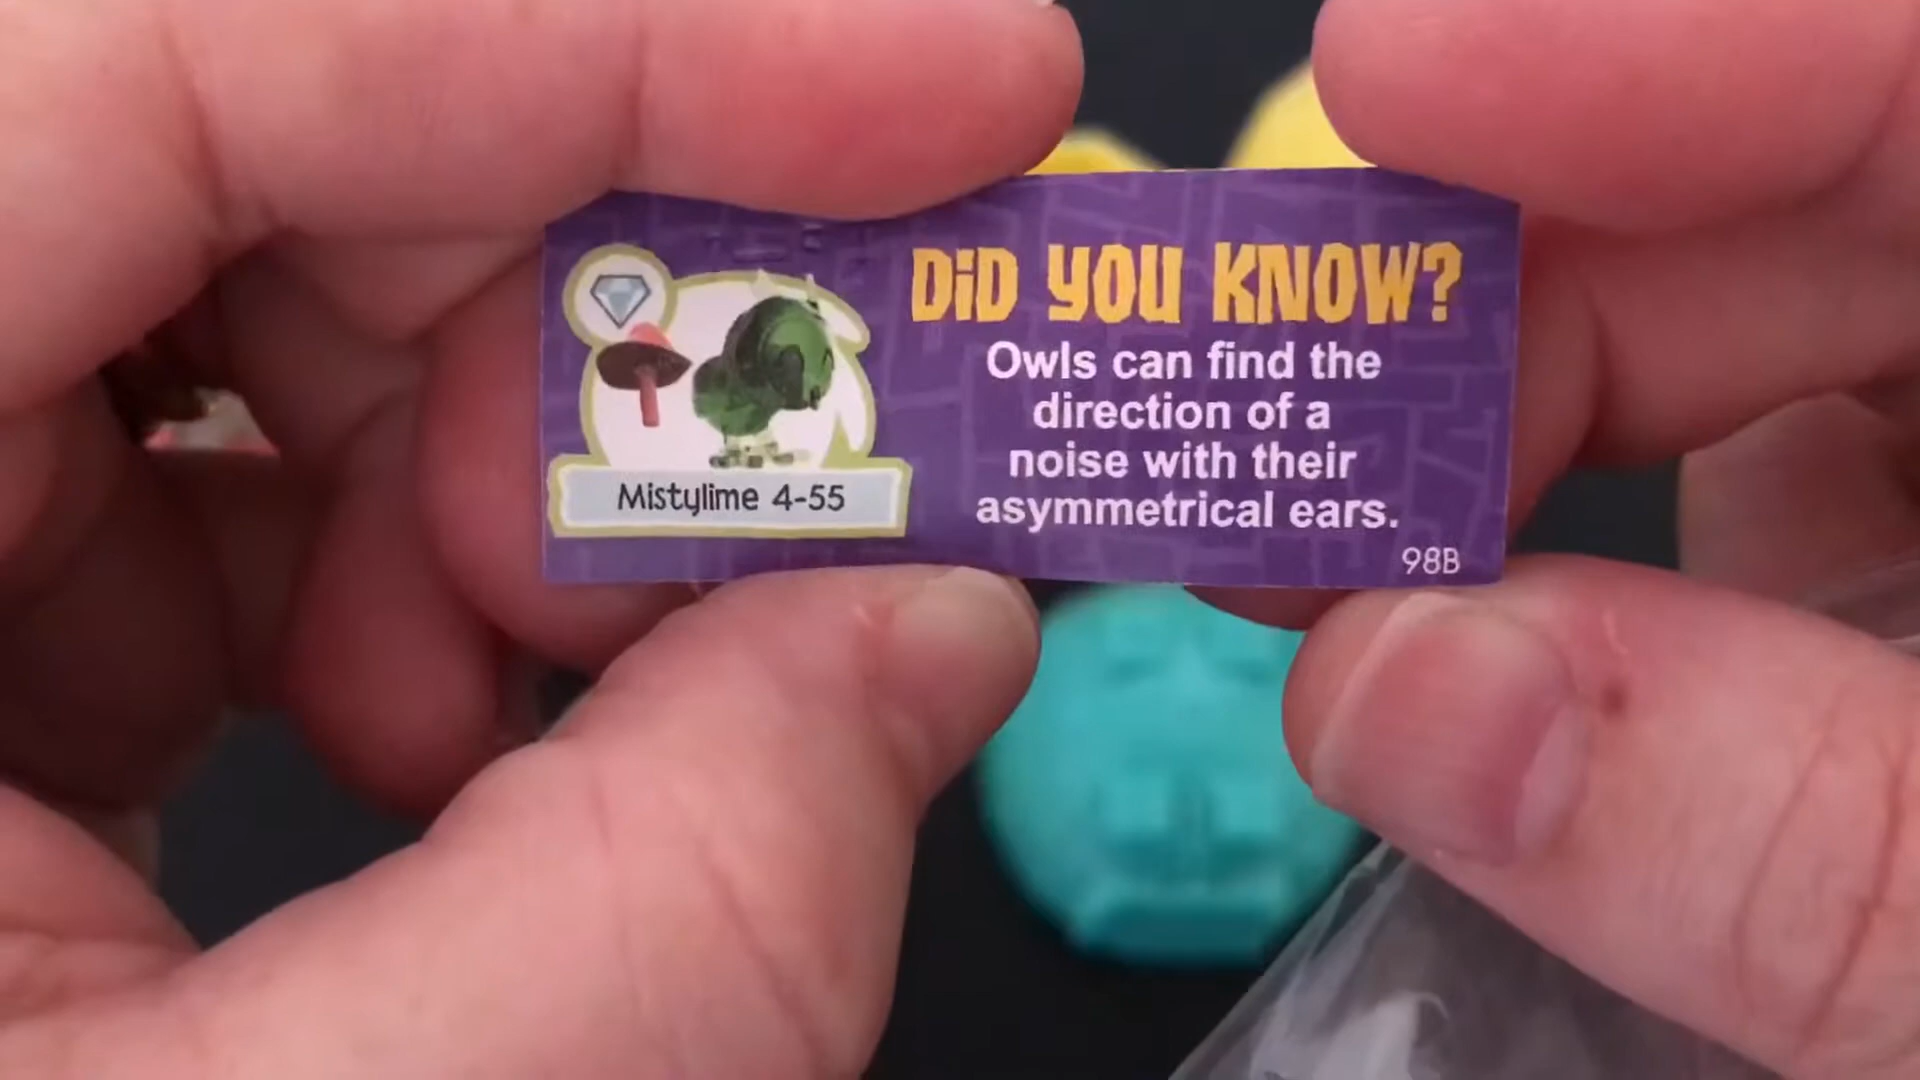 DiD YOU KNOW?
Owls can find the
direction of a
noise with their
asymmetrical ears.
Mistylime 4-55
98B